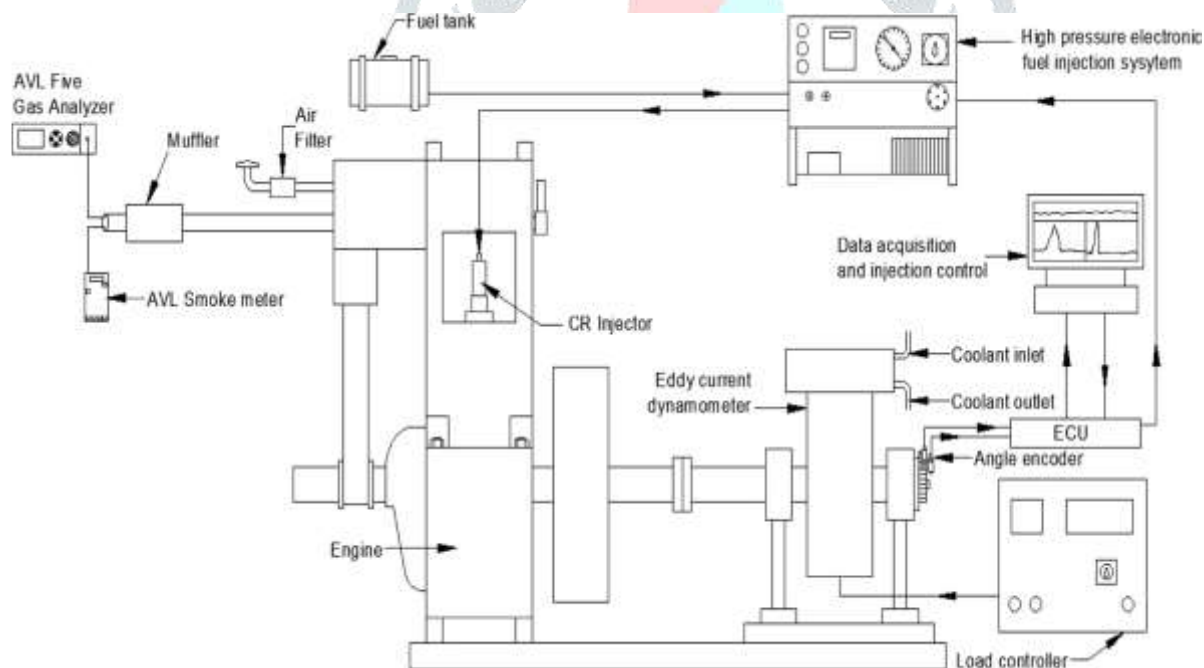 Fuel tank
High pressure electronic
fuel injection sysytem
AVL Five
Gas Analyzer
Air
Filter
Muffler
Data acquisition
and injection control
AVL Smoke meter
CR Injector
Coolant inlet
Eddy current
dynamometer
Coolant outlet
ECU
Angle encoder
Engine
Load controller